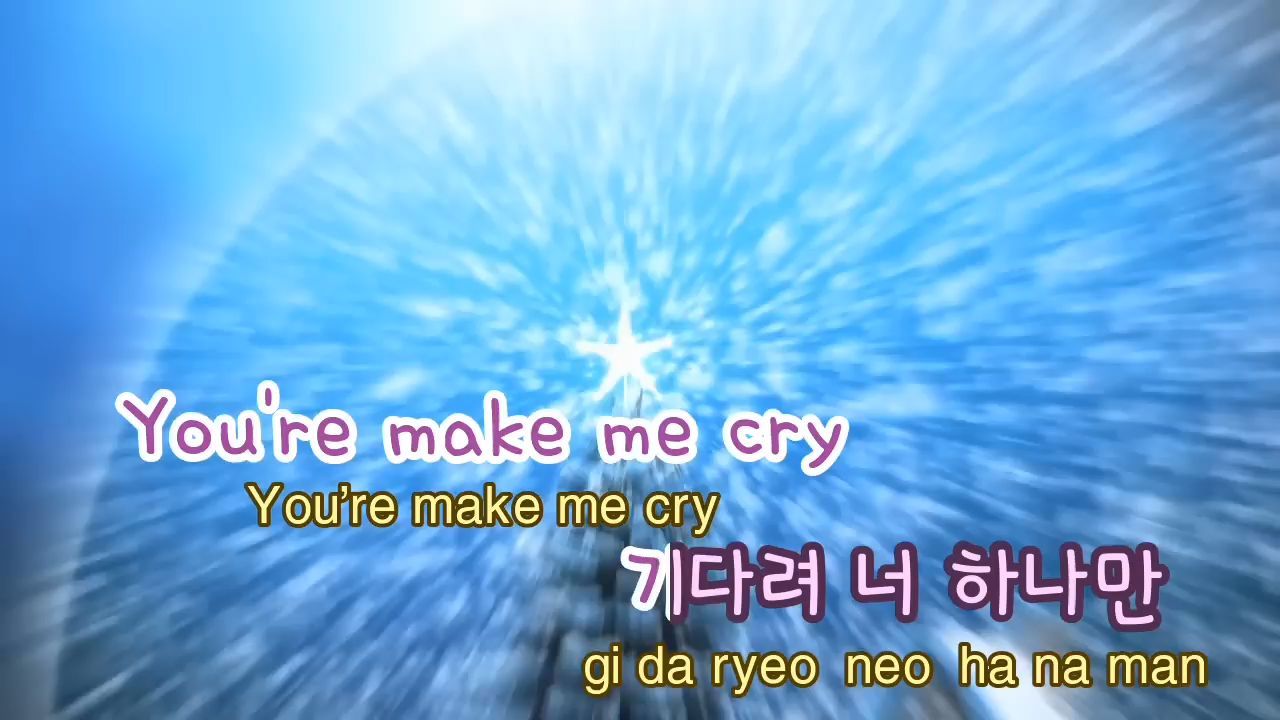 You're make me cry
You’re make me cry
기다려 너 하나만
gi da ryeo neo ha na man